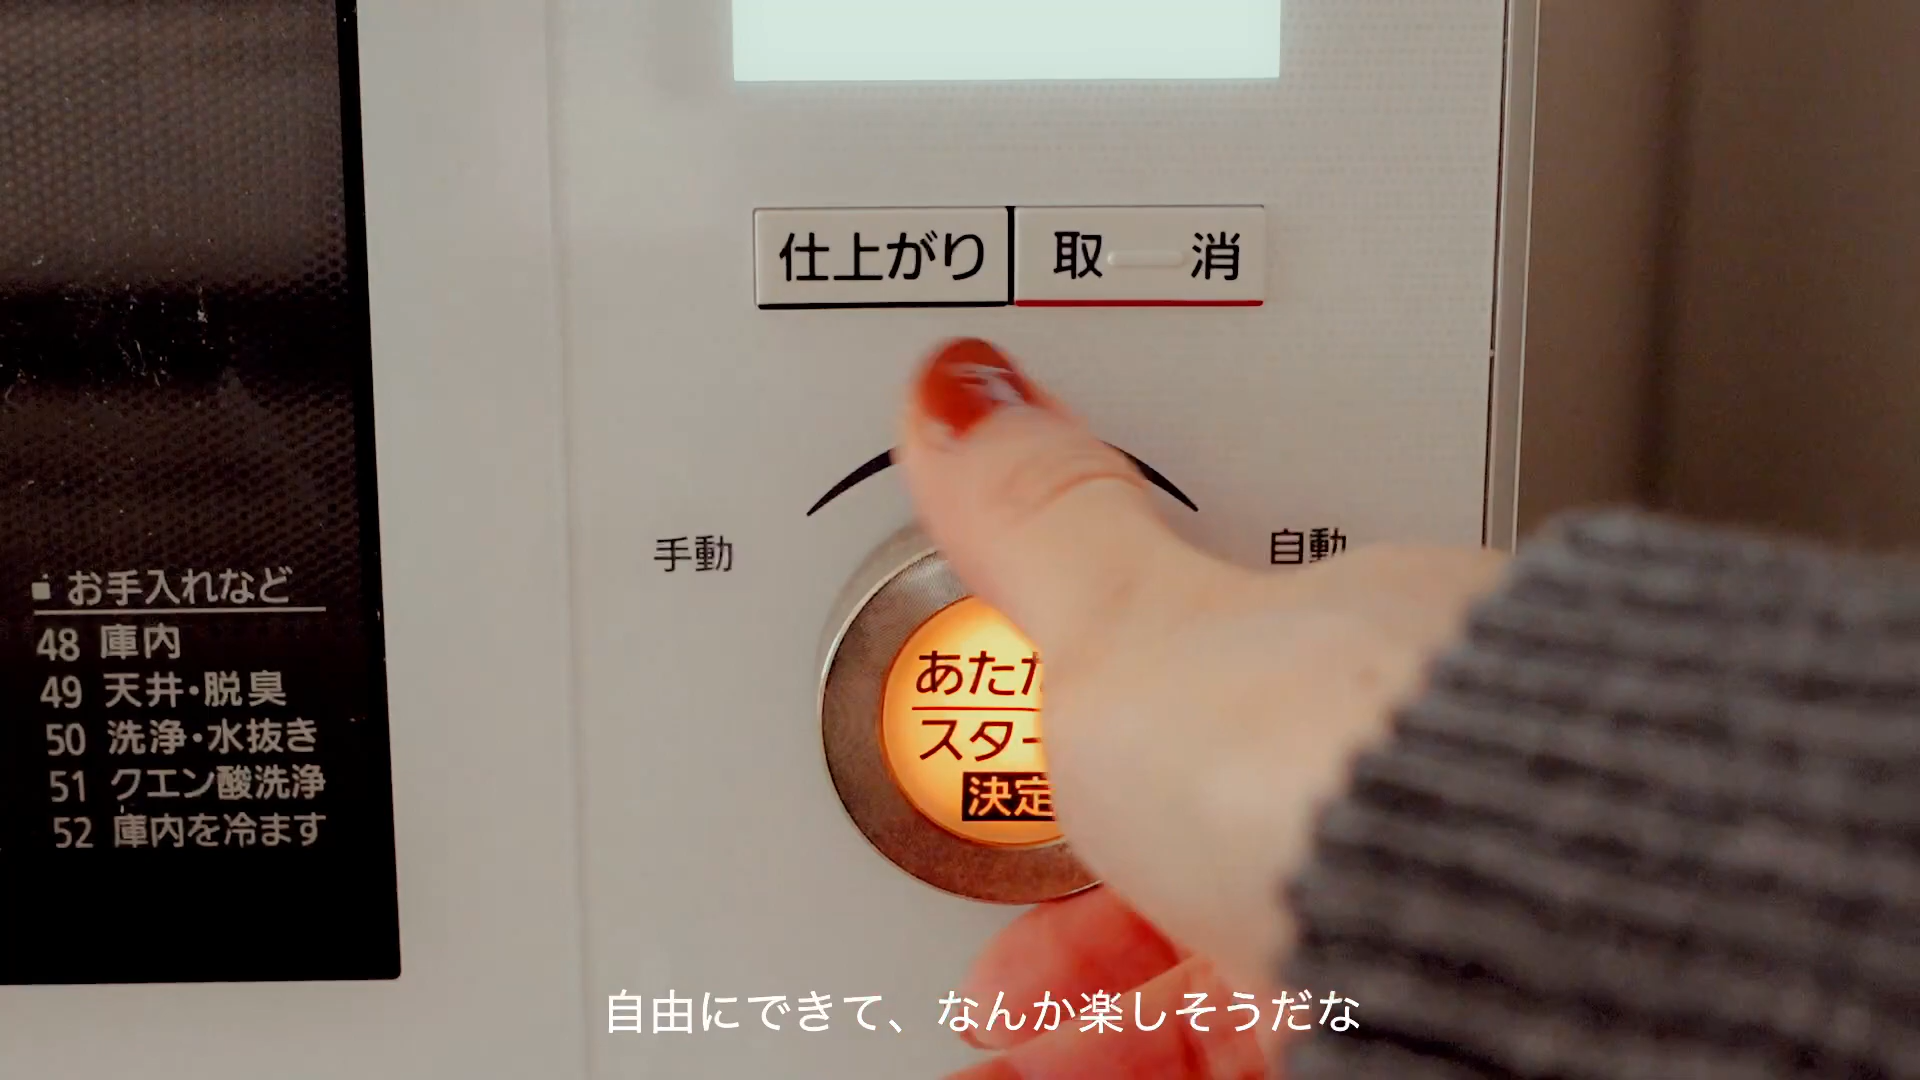 仕上がり
取消
手動
自動
お手入れなど
48 庫内
49 天井・脱臭
50 洗浄・水抜き
51 クエン酸洗浄
52 庫内を冷ます
あたた
スター
決定
自由にできて、なんか楽しそうだな